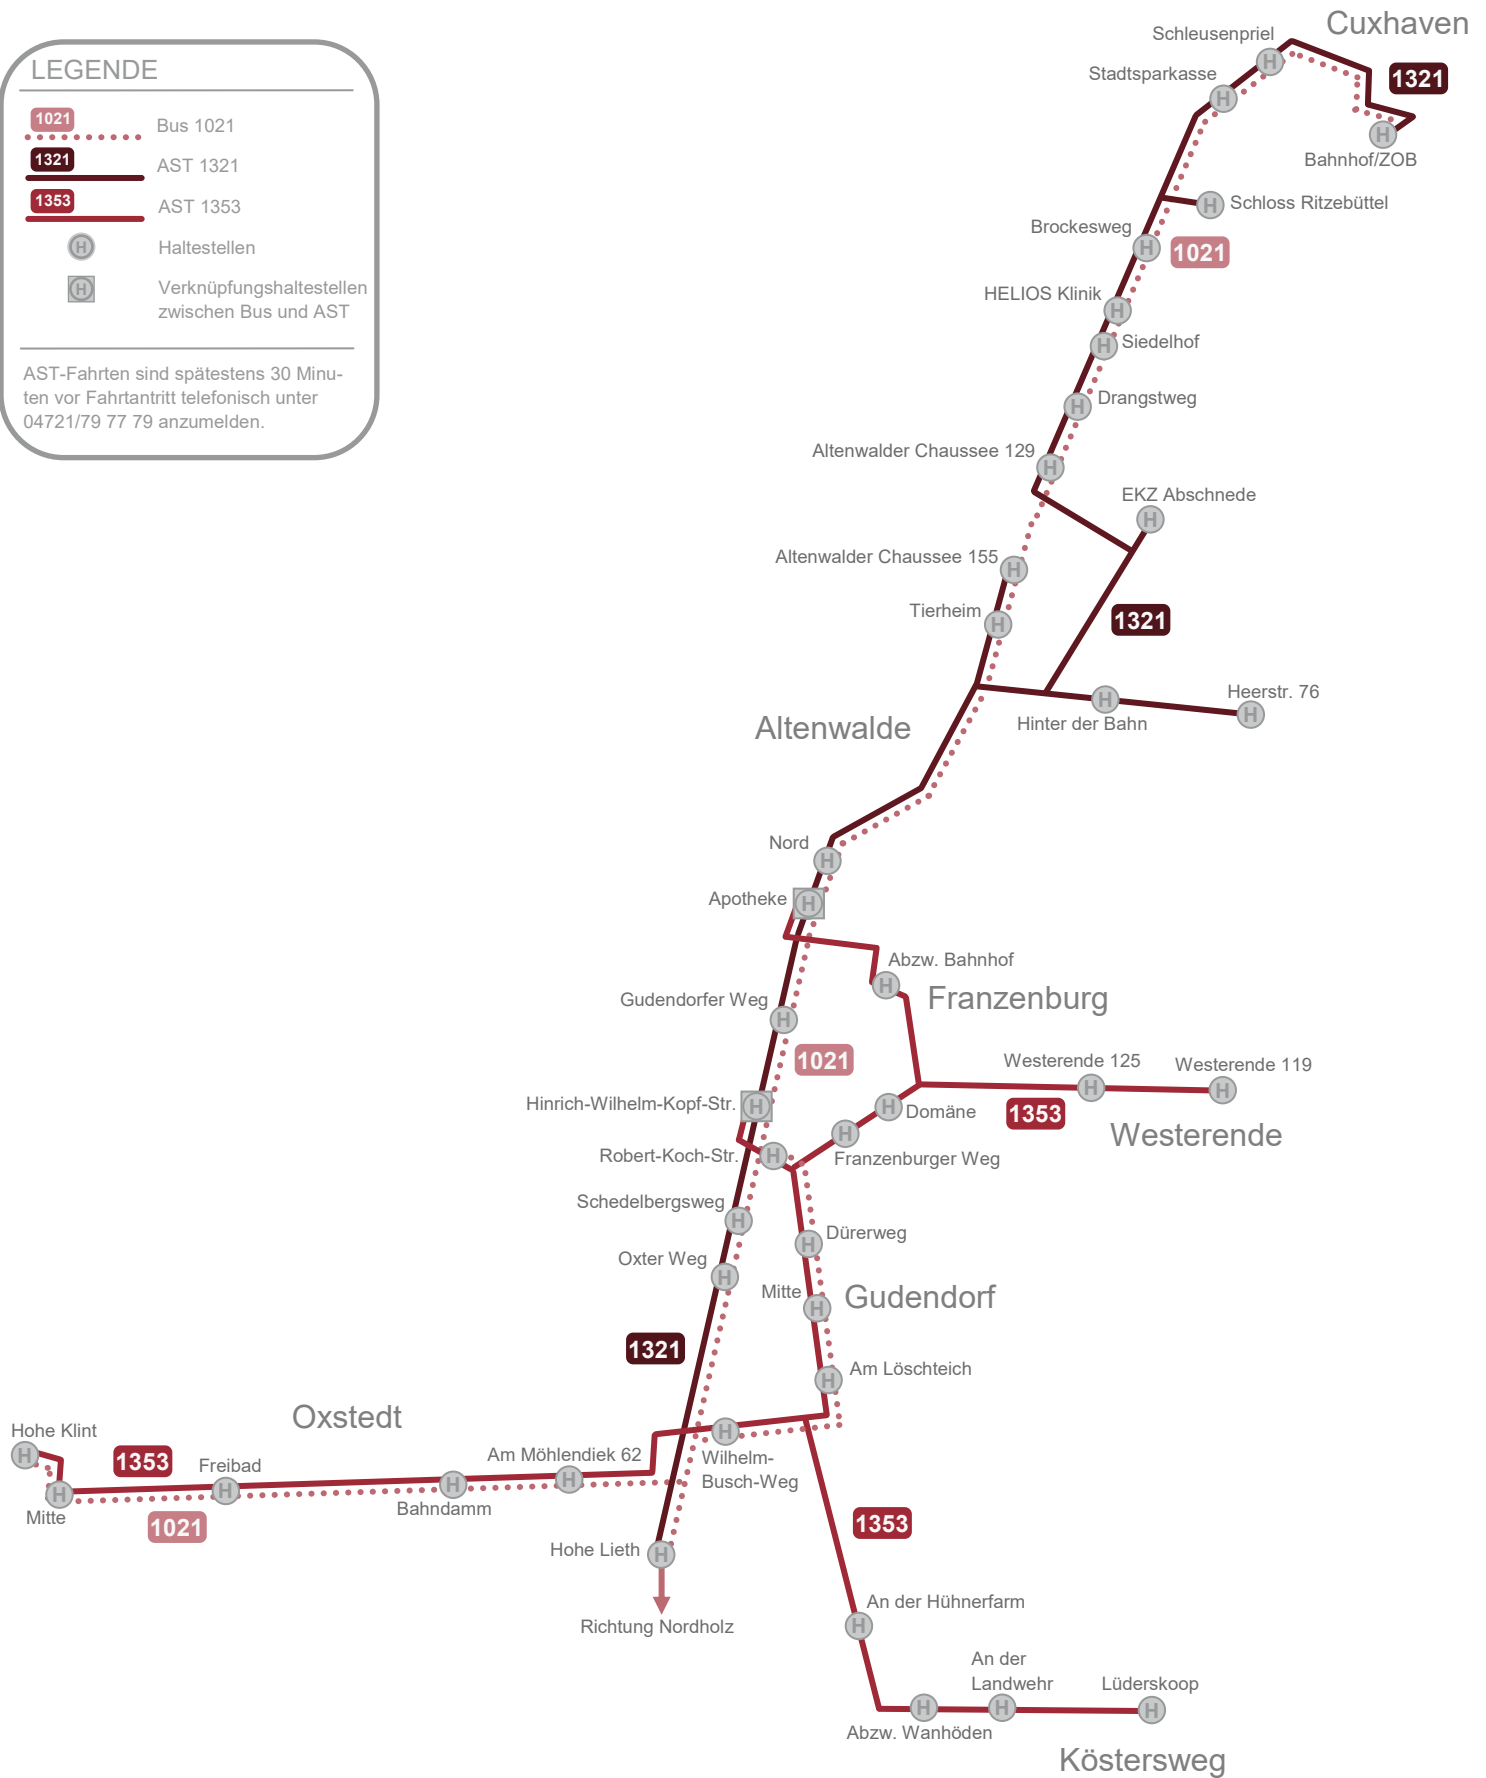 Cuxhaven
Schleusenpriel
Stadtsparkasse
1321
Bahnhof/ZOB
LEGENDE
1021
Bus 1021
1321
AST 1321
1353
AST 1353
H
Haltestellen
H
Verknüpfungshaltestellen
zwischen Bus und AST
AST-Fahrten sind spätestens 30 Minu-
ten vor Fahrtantritt telefonisch unter
04721/79 77 79 anzumelden.
Schloss Ritzebüttel
Brockesweg
1021
HELIOS Klinik
Siedelhof
Drangstweg
Altenwalder Chaussee 129
EKZ Abschnede
Altenwalder Chaussee 155
Tierheim
1321
Heerstr. 76
Hinter der Bahn
Altenwalde
Nord
Apotheke
Abzw. Bahnhof
Franzenburg
Gudendorfer Weg
1021
Westerende 125
Westerende 119
Hinrich-Wilhelm-Kopf-Str.
Domäne
1353
Westerende
Robert-Koch-Str.
Franzenburger Weg
Schedelbergsweg
Dürerweg
Oxter Weg
Mitte
Gudendorf
1321
Am Löschteich
Oxstedt
Hohe Klint
1353
Freibad
Am Möhlendiek 62
Wilhelm-
Busch-Weg
Mitte
1021
Bahndamm
1353
Hohe Lieth
An der Hühnerfarm
Richtung Nordholz
An der
Landwehr
Lüderskoop
Abzw. Wanhöden
Köstersweg